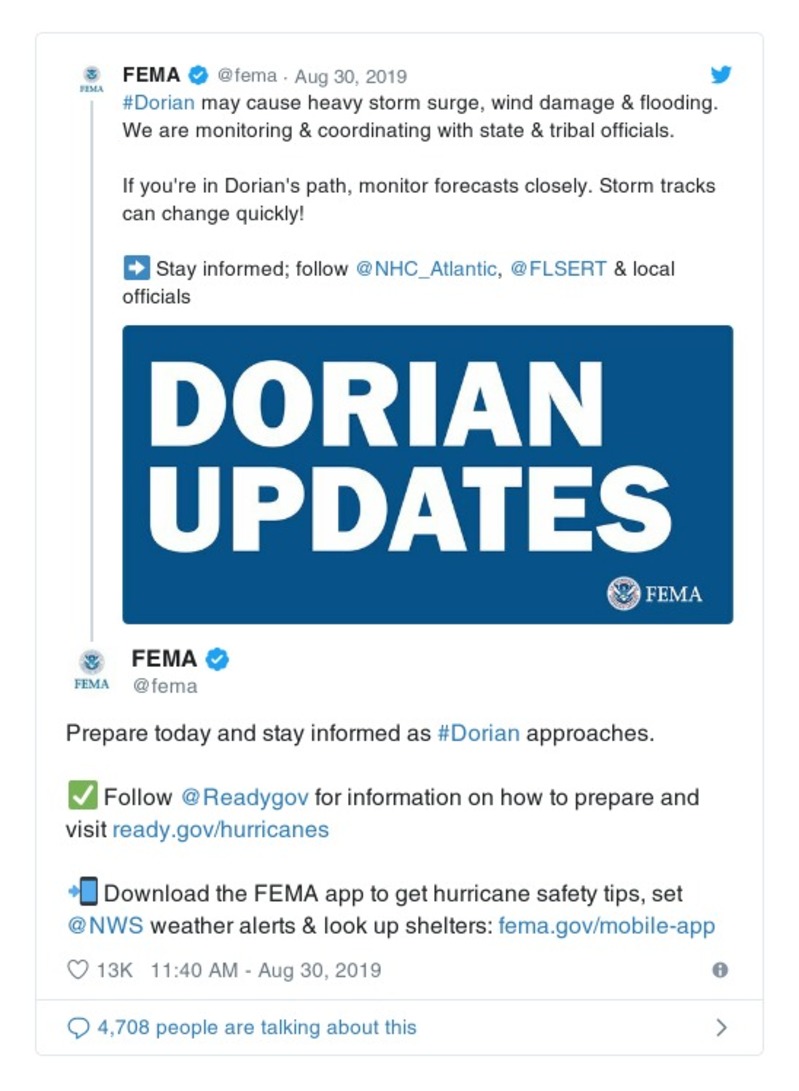 FEMA @fema · Aug 30, 2019
FEMA
#Dorian may cause heavy storm surge, wind damage & flooding.
We are monitoring & coordinating with state & tribal officials.
If you're in Dorian's path, monitor forecasts closely. Storm tracks
can change quickly!
➡️ Stay informed; follow @NHC_Atlantic, @FLSERT & local
officials
DORIAN
UPDATES
FEMA
FEMA
@fema
FEMA
Prepare today and stay informed as #Dorian approaches.
✅ Follow @Readygov for information on how to prepare and
visit ready.gov/hurricanes
📲 Download the FEMA app to get hurricane safety tips, set
@NWS weather alerts & look up shelters: fema.gov/mobile-app
13K 11:40 AM - Aug 30, 2019
4,708 people are talking about this